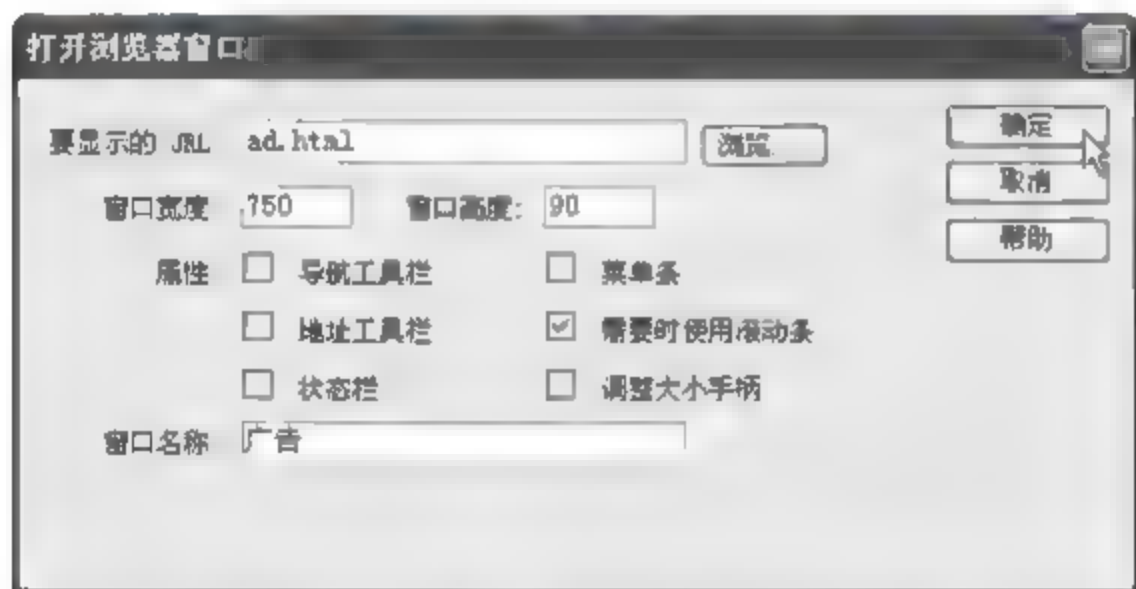 打开浏览器窗口
要显示的 URL ad.html 浏览 确定
取消
窗口宽度 750 窗口高度: 90
帮助
属性 导航工具栏 菜单条
地址工具栏 需要时使用滚动条
状态栏 调整大小手柄
窗口名称 广告